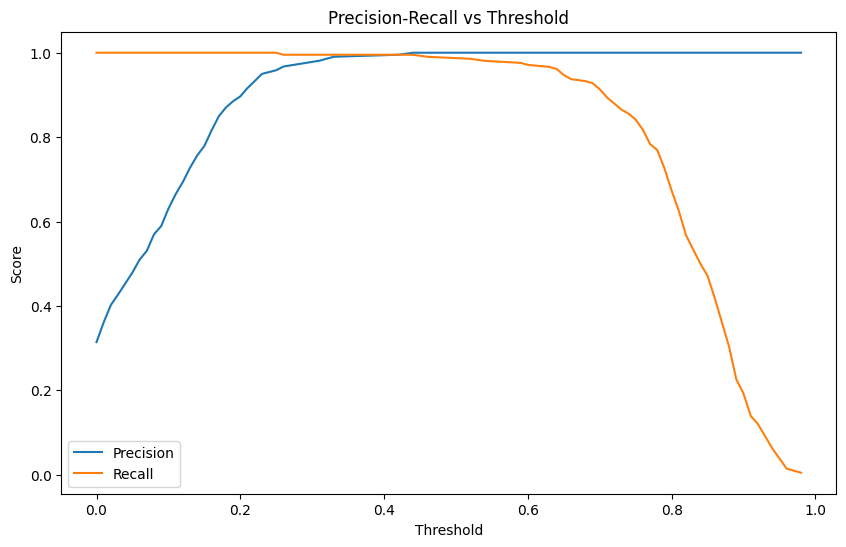 Precision-Recall vs Threshold
Score
1.0
0.8
0.6
0.4
0.2
0.0
Precision
Recall
0.0 0.2 0.4 0.6 0.8 1.0
Threshold